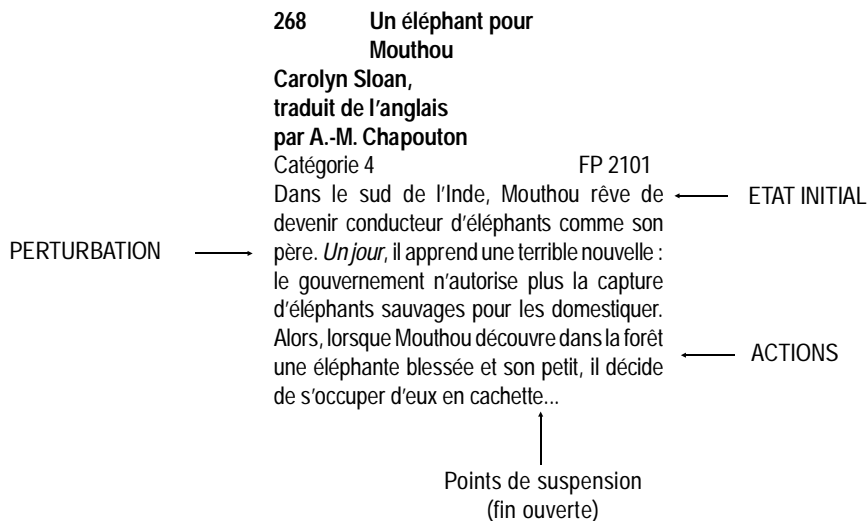 268 Un éléphant pour
Mouthou
Carolyn Sloan,
traduit de l'anglais
par A.-M. Chapouton
Catégorie 4 FP 2101
Dans le sud de l'Inde, Mouthou rêve de
devenir conducteur d'éléphants comme son
père. Un jour, il apprend une terrible nouvelle :
le gouvernement n'autorise plus la capture
d'éléphants sauvages pour les domestiquer.
Alors, lorsque Mouthou découvre dans la forêt
une éléphante blessée et son petit, il décide
de s'occuper d'eux en cachette...
ETAT INITIAL
PERTURBATION
ACTIONS
Points de suspension
(fin ouverte)